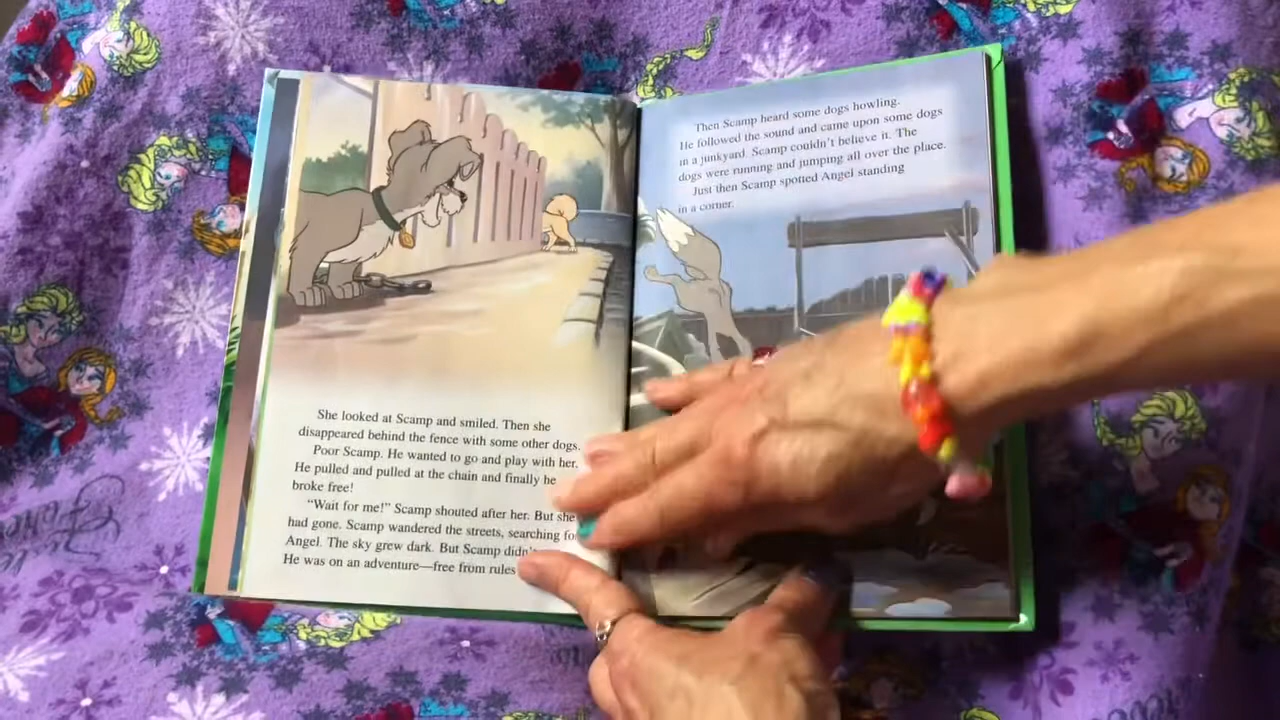 She looked at Scamp and smiled. Then she
disappeared behind the fence with some other dogs.
Poor Scamp. He wanted to go and play with her.
He pulled and pulled at the chain and finally he
broke free!
"Wait for me!" Scamp shouted after her. But she
had gone. Scamp wandered the streets, searching for
Angel. The sky grew dark. But Scamp didn't
He was on an adventure—free from rules
Then Scamp heard some dogs howling.
He followed the sound and came upon some dogs
in a junkyard. Scamp couldn't believe it. The
dogs were running and jumping all over the place.
Just then Scamp spotted Angel standing
in a corner.